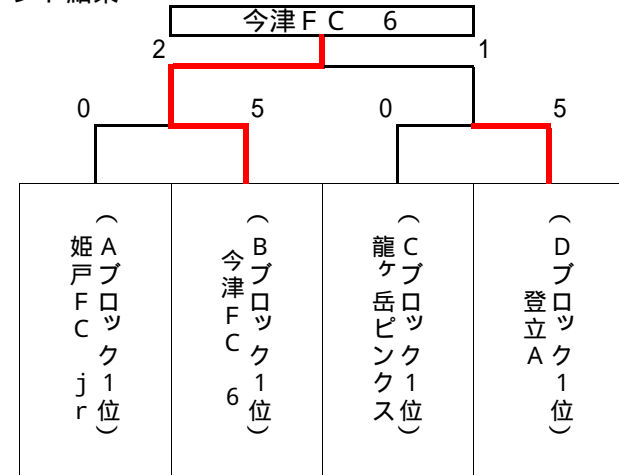 今津FC 6
2 1
0 5 0 5
(Aブロック1位)
姫戸FC jr
(Bブロック1位)
今津FC 6
(Cブロック1位)
龍ヶ岳ピンクス
(Dブロック1位)
登立A